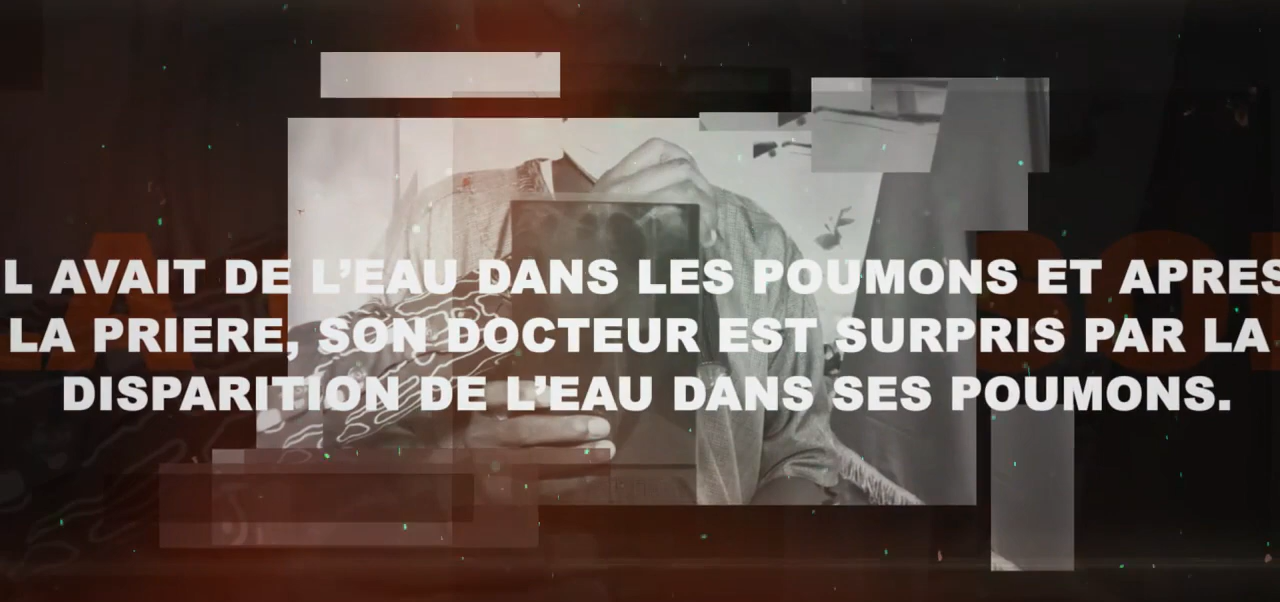 L AVAIT DE L’EAU DANS LES POUMONS ET APRES
LA PRIERE, SON DOCTEUR EST SURPRIS PAR LA
DISPARITION DE L’EAU DANS SES POUMONS.